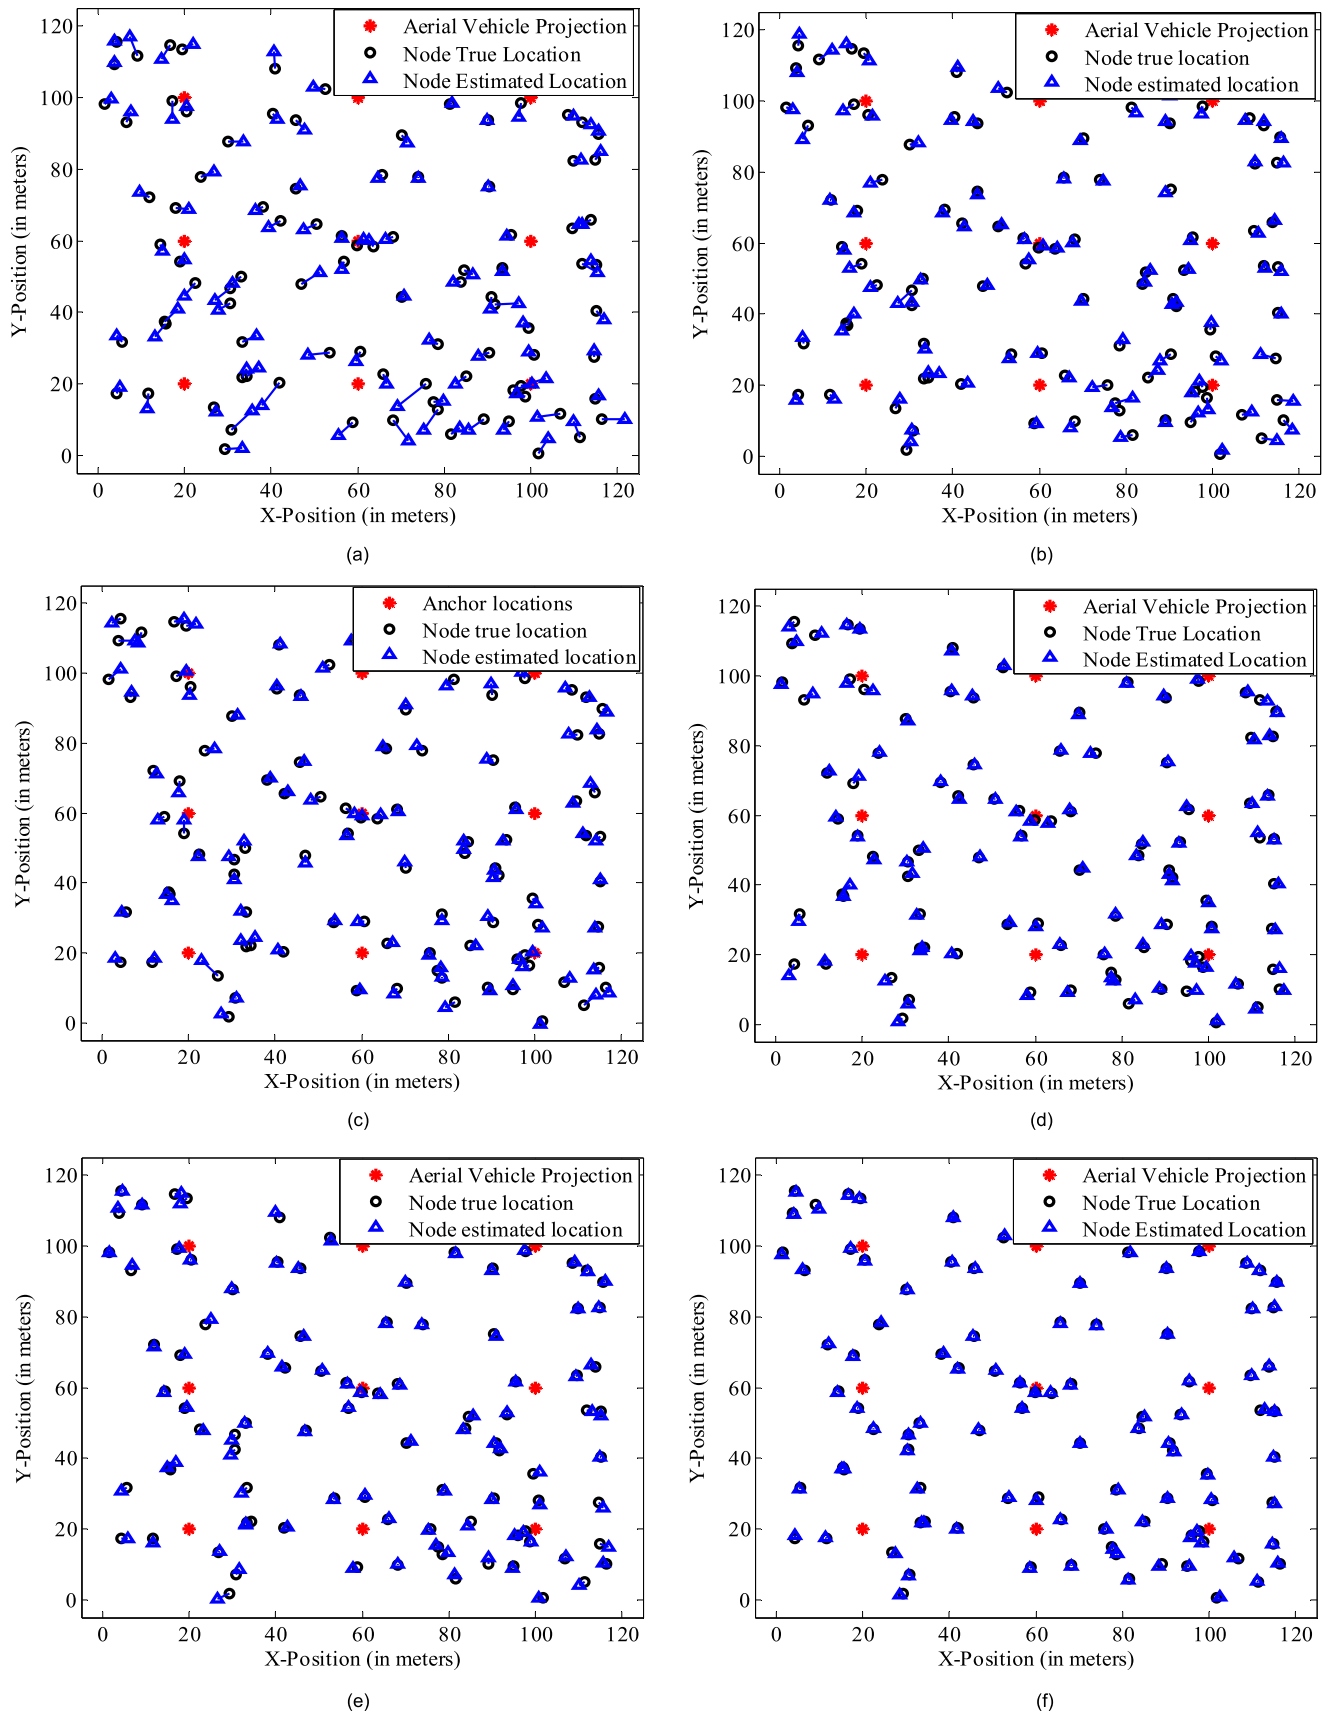 Aerial Vehicle Projection
Node True Location
Node Estimated Location
120
100
80
60
40
20
0
Y-Position (in meters)
0 20 40 60 80 100 120
X-Position (in meters)
(a)
Aerial Vehicle Projection
Node true location
Node estimated location
120
100
80
60
40
20
0
Y-Position (in meters)
0 20 40 60 80 100 120
X-Position (in meters)
(b)
Anchor locations
Node true location
Node estimated location
120
100
80
60
40
20
0
Y-Position (in meters)
0 20 40 60 80 100 120
X-Position (in meters)
(c)
Aerial Vehicle Projection
Node True Location
Node Estimated Location
120
100
80
60
40
20
0
Y-Position (in meters)
0 20 40 60 80 100 120
X-Position (in meters)
(d)
Aerial Vehicle Projection
Node true location
Node estimated location
120
100
80
60
40
20
0
Y-Position (in meters)
0 20 40 60 80 100 120
X-Position (in meters)
(e)
Aerial Vehicle Projection
Node True Location
Node Estimated Location
120
100
80
60
40
20
0
Y-Position (in meters)
0 20 40 60 80 100 120
X-Position (in meters)
(f)